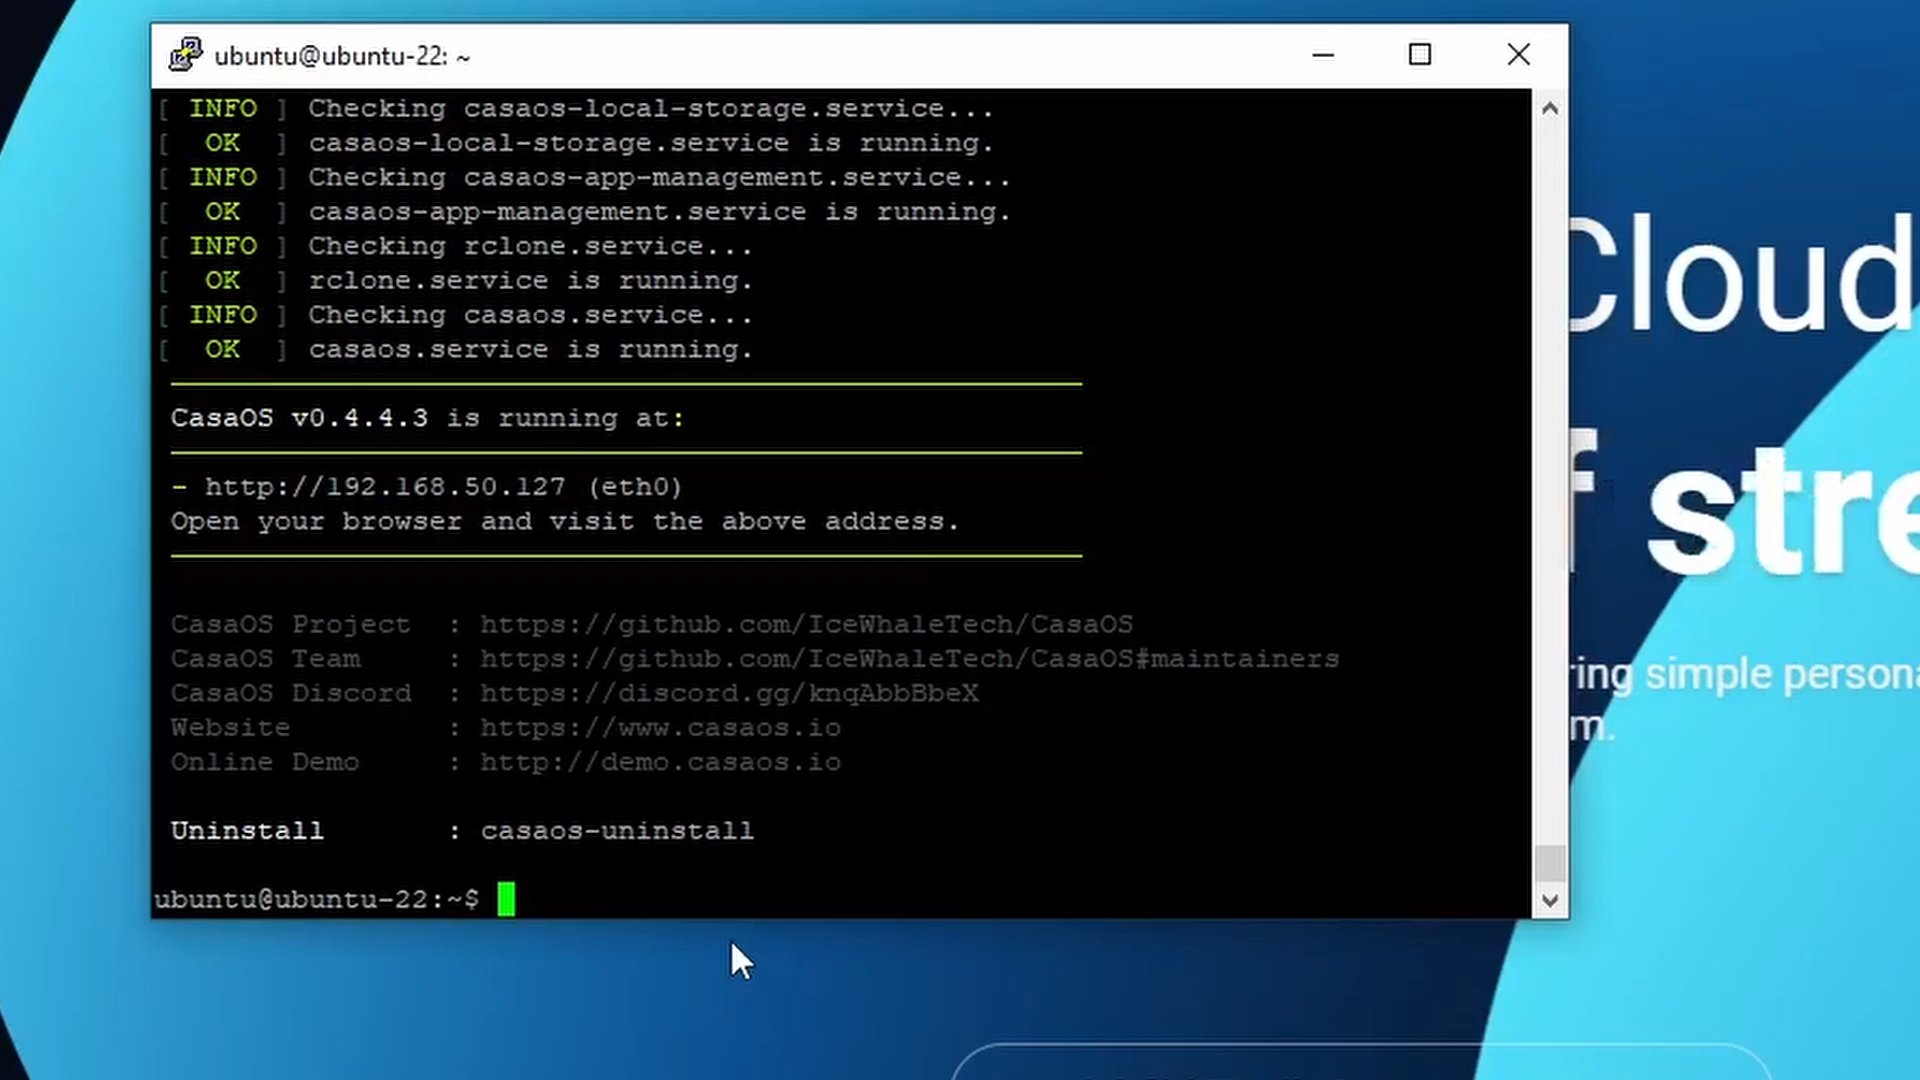 ubuntu@ubuntu-22: ~
[ INFO ] Checking casaos-local-storage.service...
[ OK ] casaos-local-storage.service is running.
[ INFO ] Checking casaos-app-management.service...
[ OK ] casaos-app-management.service is running.
[ INFO ] Checking rclone.service...
[ OK ] rclone.service is running.
[ INFO ] Checking casaos.service...
[ OK ] casaos.service is running.
CasaOS v0.4.4.3 is running at:
- http://192.168.50.127 (eth0)
Open your browser and visit the above address.
CasaOS Project : https://github.com/IceWhaleTech/CasaOS
CasaOS Team : https://github.com/IceWhaleTech/CasaOS#maintainers
CasaOS Discord : https://discord.gg/knqAbbBbeX
Website : https://www.casaos.io
Online Demo : http://demo.casaos.io
Uninstall : casaos-uninstall
ubuntu@ubuntu-22:~$
Cloud
f stre
ring simple persona
m.